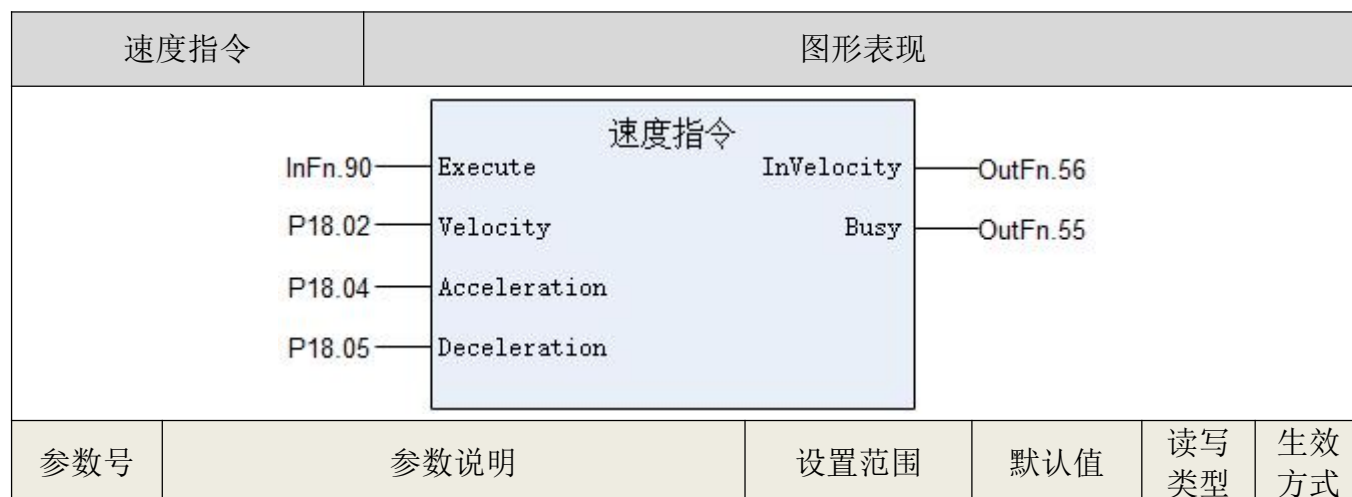 速度指令 图形表现
速度指令
InFn.90 Execute InVelocity OutFn.56
P18.02 Velocity Busy OutFn.55
P18.04 Acceleration
P18.05 Deceleration
参数号 参数说明 设置范围 默认值 读写类型 生效方式